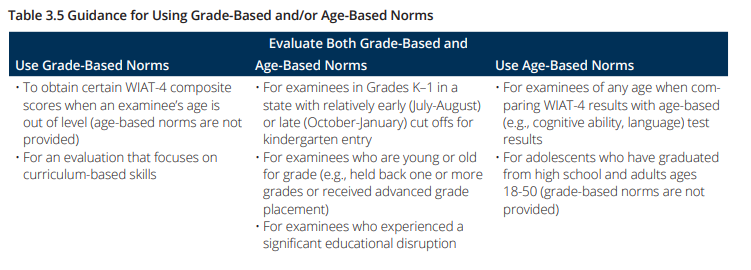 Table 3.5 Guidance for Using Grade-Based and/or Age-Based Norms
Use Grade-Based Norms
• To obtain certain WIAT-4 composite
scores when an examinee's age is
out of level (age-based norms are not
provided)
• For an evaluation that focuses on
curriculum-based skills
Evaluate Both Grade-Based and
Age-Based Norms
• For examinees in Grades K–1 in a
state with relatively early (July-August)
or late (October-January) cut offs for
kindergarten entry
• For examinees who are young or old
for grade (e.g., held back one or more
grades or received advanced grade
placement)
• For examinees who experienced a
significant educational disruption
Use Age-Based Norms
• For examinees of any age when com-
paring WIAT-4 results with age-based
(e.g., cognitive ability, language) test
results
• For adolescents who have graduated
from high school and adults ages
18-50 (grade-based norms are not
provided)